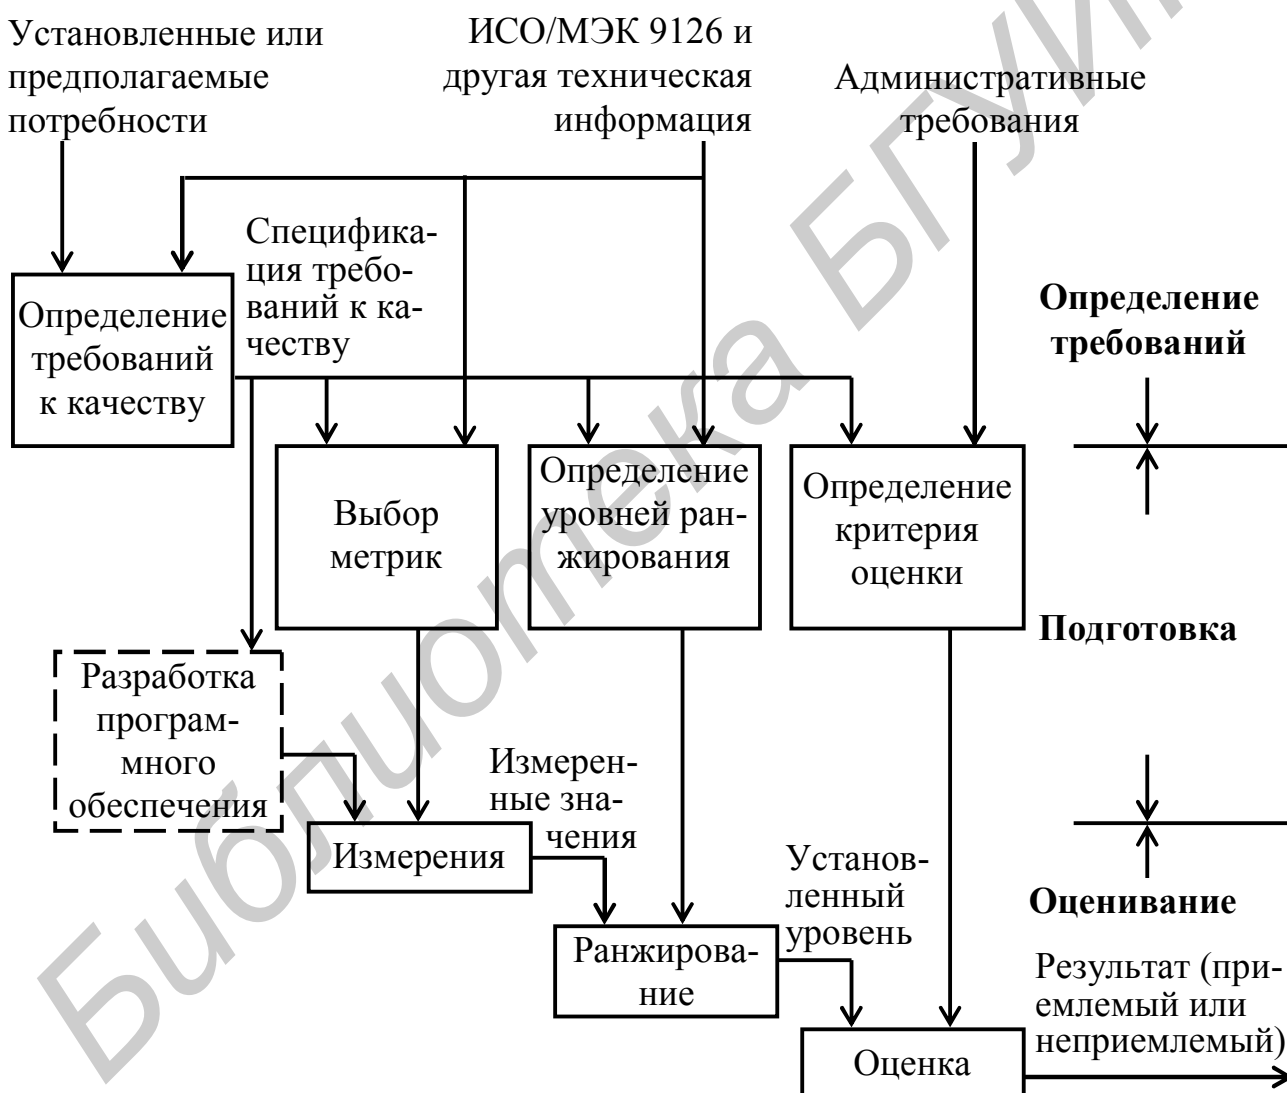 Установленные или
предполагаемые
потребности
ИСО/МЭК 9126 и
другая техническая
информация
Административные
требования
Специфика-
ция требо-
ваний к ка-
честву
Определение
требований
к качеству
Определение
требований
Выбор
метрик
Определение
уровней ран-
жирования
Определение
критерия
оценки
Подготовка
Разработка
програм-
много
обеспечения
Измерения
Измерен-
ные зна-
чения
Ранжирова-
ние
Установ-
ленный
уровень
Оценивание
Оценка
Результат (при-
емлемый или
неприемлемый)
Библиотека БГУИ